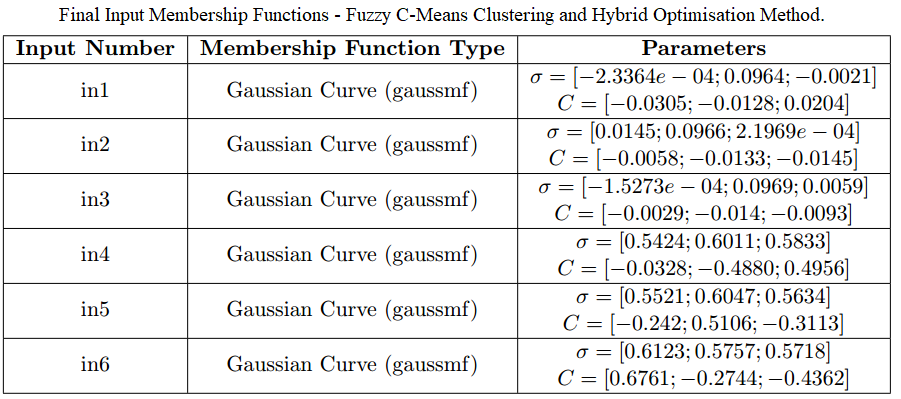 Final Input Membership Functions - Fuzzy C-Means Clustering and Hybrid Optimisation Method.
Input Number Membership Function Type Parameters
in1 Gaussian Curve (gaussmf) σ = [−2.3364e − 04; 0.0964; −0.0021]
C = [−0.0305; −0.0128; 0.0204]
in2 Gaussian Curve (gaussmf) σ = [0.0145; 0.0966; 2.1969e − 04]
C = [−0.0058; −0.0133; −0.0145]
in3 Gaussian Curve (gaussmf) σ = [−1.5273e − 04; 0.0969; 0.0059]
C = [−0.0029; −0.014; −0.0093]
in4 Gaussian Curve (gaussmf) σ = [0.5424; 0.6011; 0.5833]
C = [−0.0328; −0.4880; 0.4956]
in5 Gaussian Curve (gaussmf) σ = [0.5521; 0.6047; 0.5634]
C = [−0.242; 0.5106; −0.3113]
in6 Gaussian Curve (gaussmf) σ = [0.6123; 0.5757; 0.5718]
C = [0.6761; −0.2744; −0.4362]